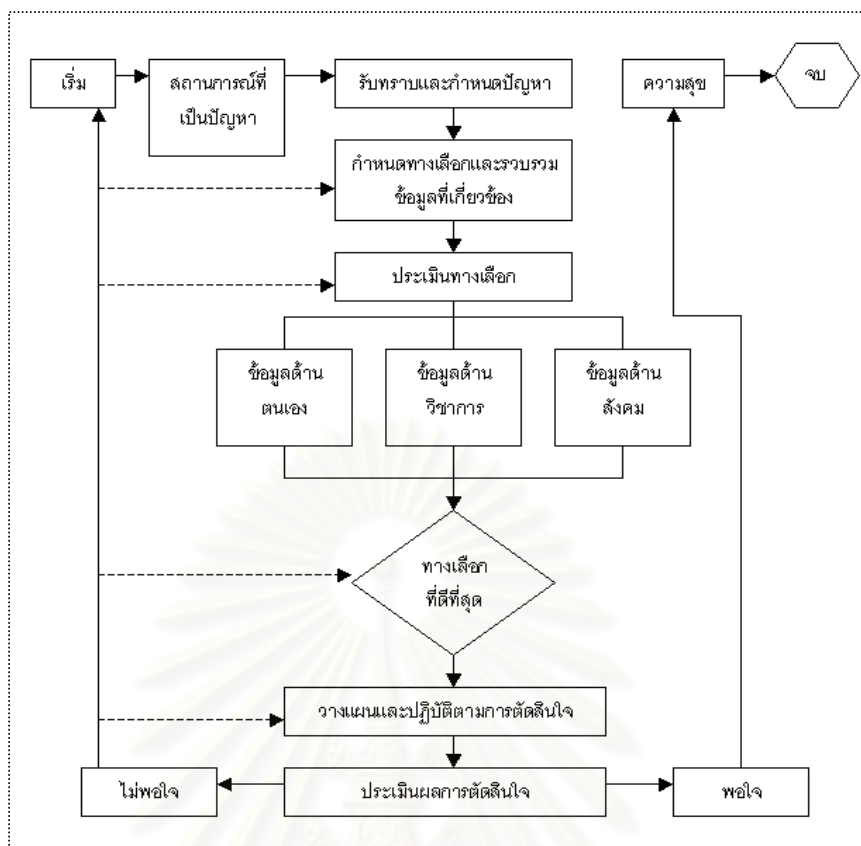 เริ่ม
สถานการณ์ที่
เป็นปัญหา
รับทราบและกำหนดปัญหา
ความสุข
จบ
กำหนดทางเลือกและรวบรวม
ข้อมูลที่เกี่ยวข้อง
ประเมินทางเลือก
ข้อมูลด้าน
ตนเอง
ข้อมูลด้าน
วิชาการ
ข้อมูลด้าน
สังคม
ทางเลือก
ที่ดีที่สุด
วางแผนและปฏิบัติตามการตัดสินใจ
ไม่พอใจ
ประเมินผลการตัดสินใจ
พอใจ